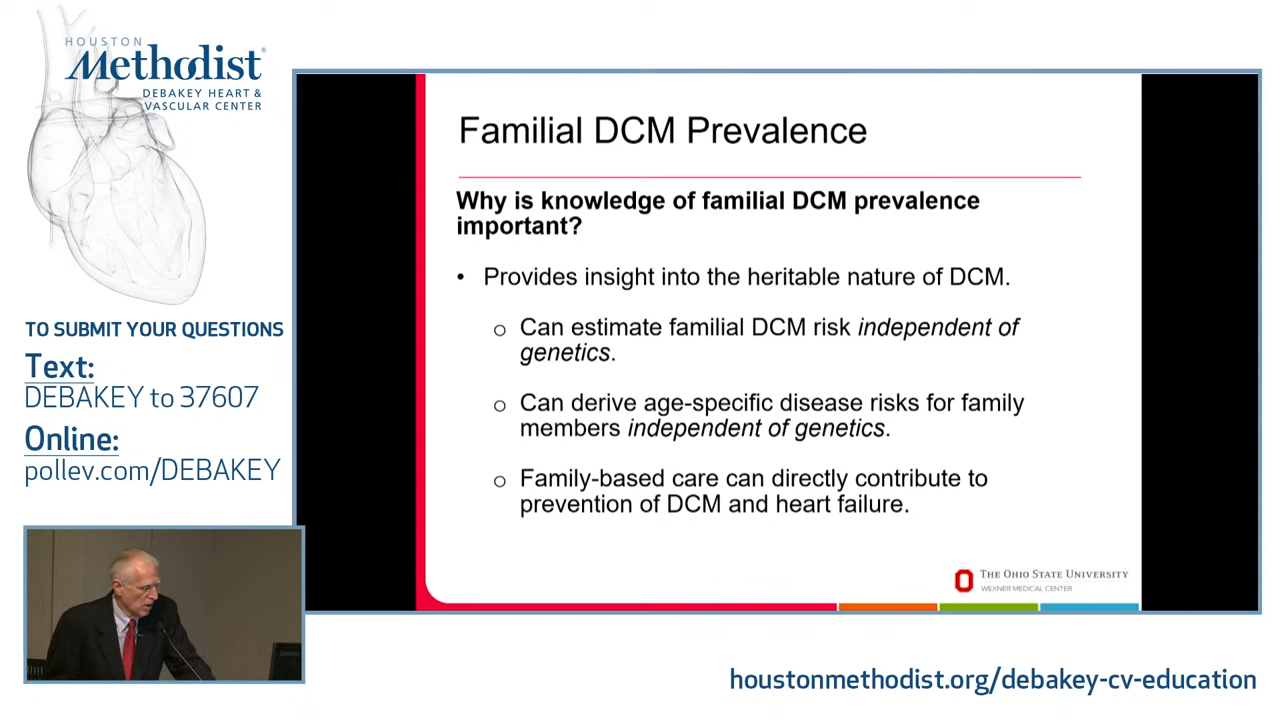 HOUSTON
Methodist®
DEBAKEY HEART &
VASCULAR CENTER
TO SUBMIT YOUR QUESTIONS
Text:
DEBAKEY to 37607
Online:
pollev.com/DEBAKEY
Familial DCM Prevalence
Why is knowledge of familial DCM prevalence
important?
• Provides insight into the heritable nature of DCM.
o Can estimate familial DCM risk independent of
genetics.
o Can derive age-specific disease risks for family
members independent of genetics.
o Family-based care can directly contribute to
prevention of DCM and heart failure.
THE OHIO STATE UNIVERSITY
WEXNER MEDICAL CENTER
houstonmethodist.org/debakey-cv-education